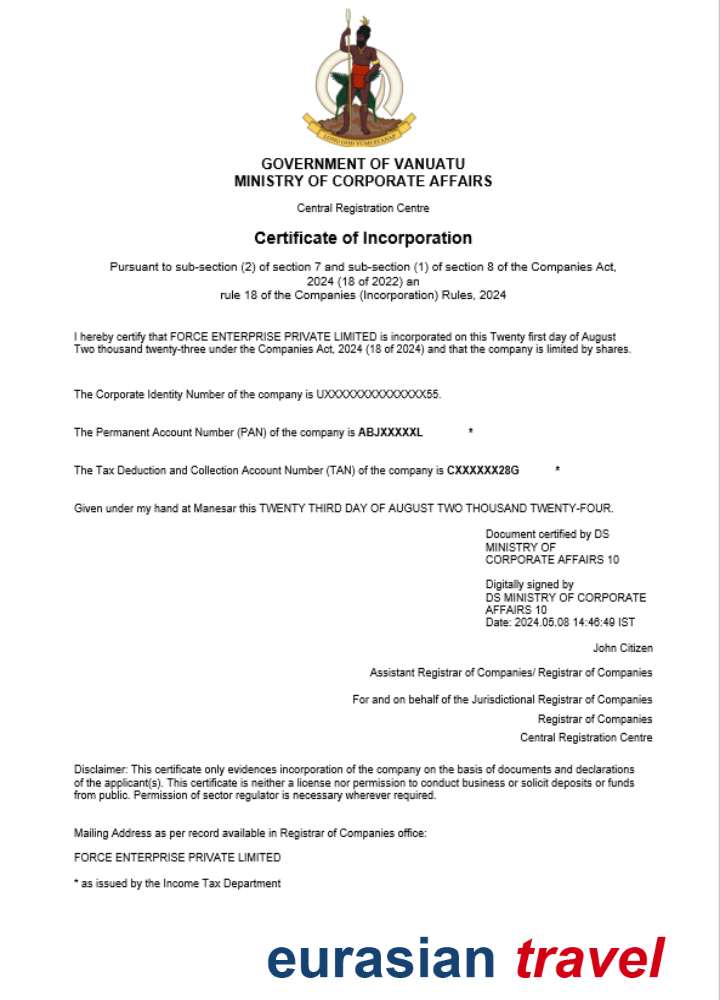 LONG GOD YUMI STANAP
GOVERNMENT OF VANUATU
MINISTRY OF CORPORATE AFFAIRS
Central Registration Centre
Certificate of Incorporation
Pursuant to sub-section (2) of section 7 and sub-section (1) of section 8 of the Companies Act,
2024 (18 of 2022) an
rule 18 of the Companies (Incorporation) Rules, 2024
I hereby certify that FORCE ENTERPRISE PRIVATE LIMITED is incorporated on this Twenty first day of August
Two thousand twenty-three under the Companies Act, 2024 (18 of 2024) and that the company is limited by shares.
The Corporate Identity Number of the company is UXXXXXXXXXXXXXX55.
The Permanent Account Number (PAN) of the company is ABJXXXXXL *
The Tax Deduction and Collection Account Number (TAN) of the company is CXXXXXX28G *
Given under my hand at Manesar this TWENTY THIRD DAY OF AUGUST TWO THOUSAND TWENTY-FOUR.
Document certified by DS
MINISTRY OF
CORPORATE AFFAIRS 10
Digitally signed by
DS MINISTRY OF CORPORATE
AFFAIRS 10
Date: 2024.05.08 14:46:49 IST
John Citizen
Assistant Registrar of Companies/ Registrar of Companies
For and on behalf of the Jurisdictional Registrar of Companies
Registrar of Companies
Central Registration Centre
Disclaimer: This certificate only evidences incorporation of the company on the basis of documents and declarations
of the applicant(s). This certificate is neither a license nor permission to conduct business or solicit deposits or funds
from public. Permission of sector regulator is necessary wherever required.
Mailing Address as per record available in Registrar of Companies office:
FORCE ENTERPRISE PRIVATE LIMITED
* as issued by the Income Tax Department
eurasian travel